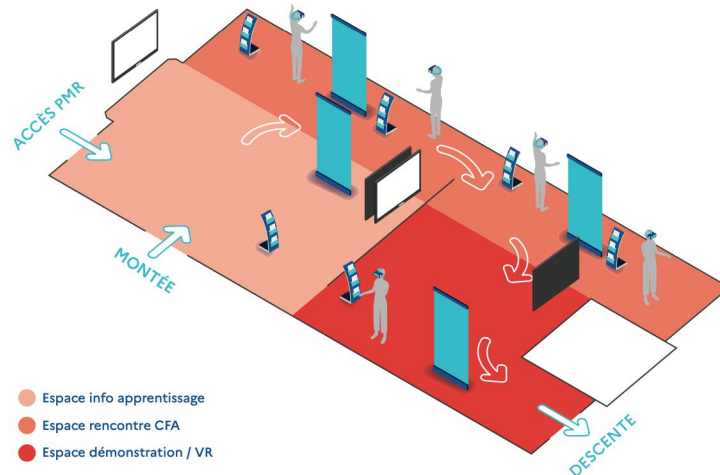 ACCÈS PMR
MONTÉE
Espace info apprentissage
Espace rencontre CFA
Espace démonstration / VR
DESCENTE